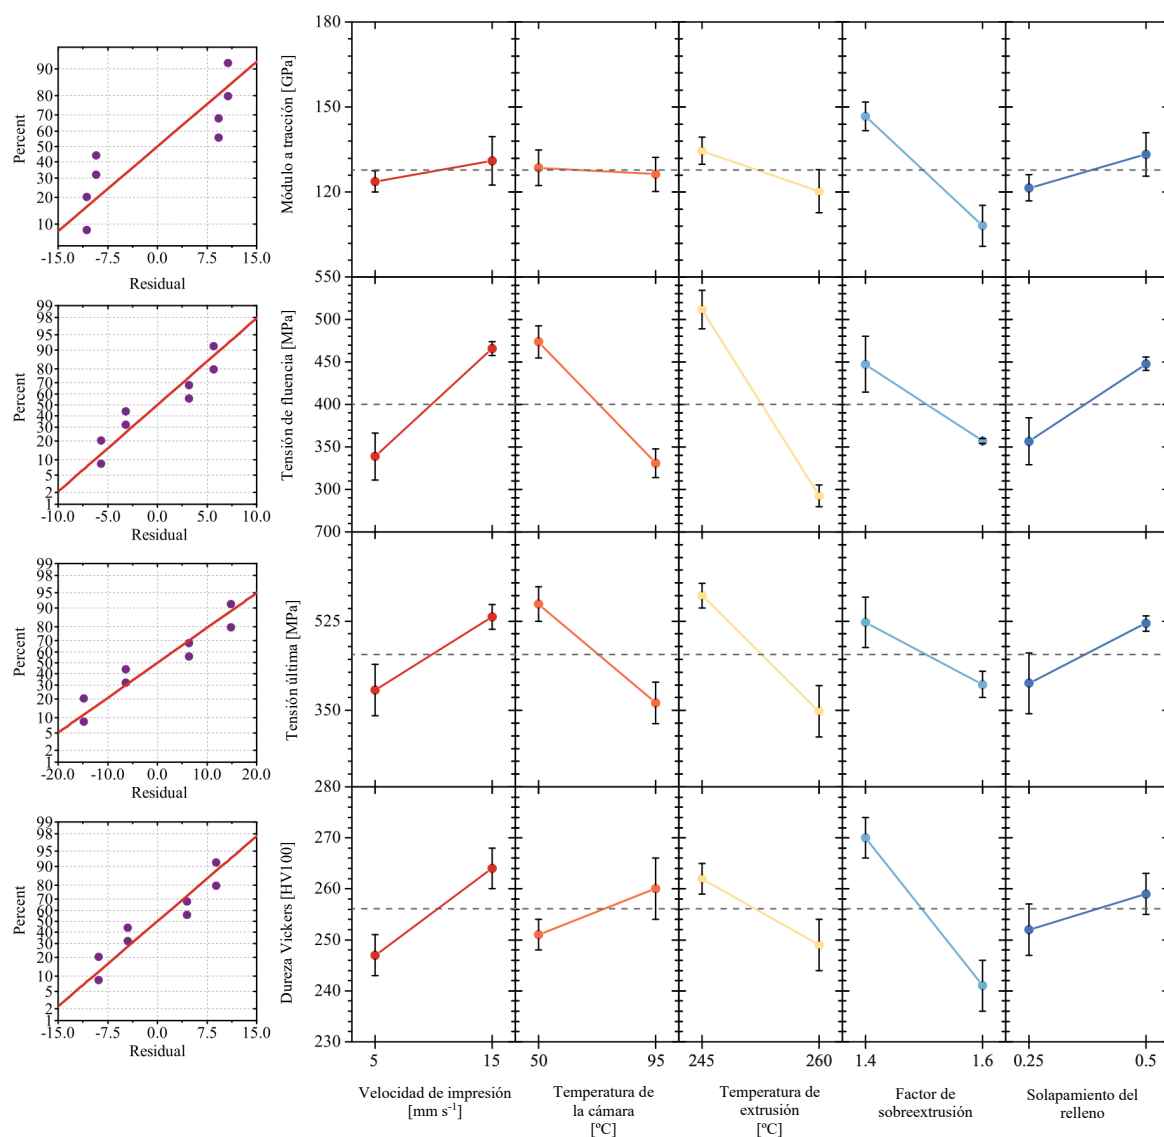 180
Módulo a tracción [GPa]
150
120
Percent
90
80
70
60
50
40
30
20
10
-15.0 -7.5 0.0 7.5 15.0
Residual
550
Tensión de fluencia [MPa]
500
450
400
350
300
Percent
99
98
95
90
80
70
60
50
40
30
20
10
5
2
1
-10.0 -5.0 0.0 5.0 10.0
Residual
700
Tensión última [MPa]
525
350
Percent
99
98
95
90
80
70
60
50
40
30
20
10
5
2
1
-20.0 -10.0 0.0 10.0 20.0
Residual
280
Dureza Vickers [HV100]
270
260
250
240
230
Percent
99
98
95
90
80
70
60
50
40
30
20
10
5
2
1
-15.0 -7.5 0.0 7.5 15.0
Residual
5 15 50 95 245 260 1.4 1.6 0.25 0.5
Velocidad de impresión
[mm s⁻¹]
Temperatura de
la cámara
[ºC]
Temperatura de
extrusión
[ºC]
Factor de
sobreextrusión
Solapamiento del
relleno